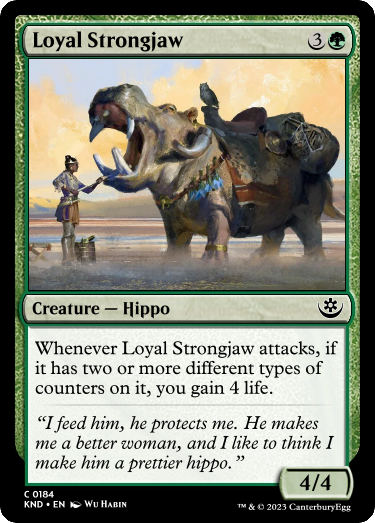 Loyal Strongjaw 3
Creature — Hippo
Whenever Loyal Strongjaw attacks, if
it has two or more different types of
counters on it, you gain 4 life.
“I feed him, he protects me. He makes
me a better woman, and I like to think I
make him a prettier hippo.”
4/4
C 0184
KND • EN Wu Habin
™ & © 2023 CanterburyEgg